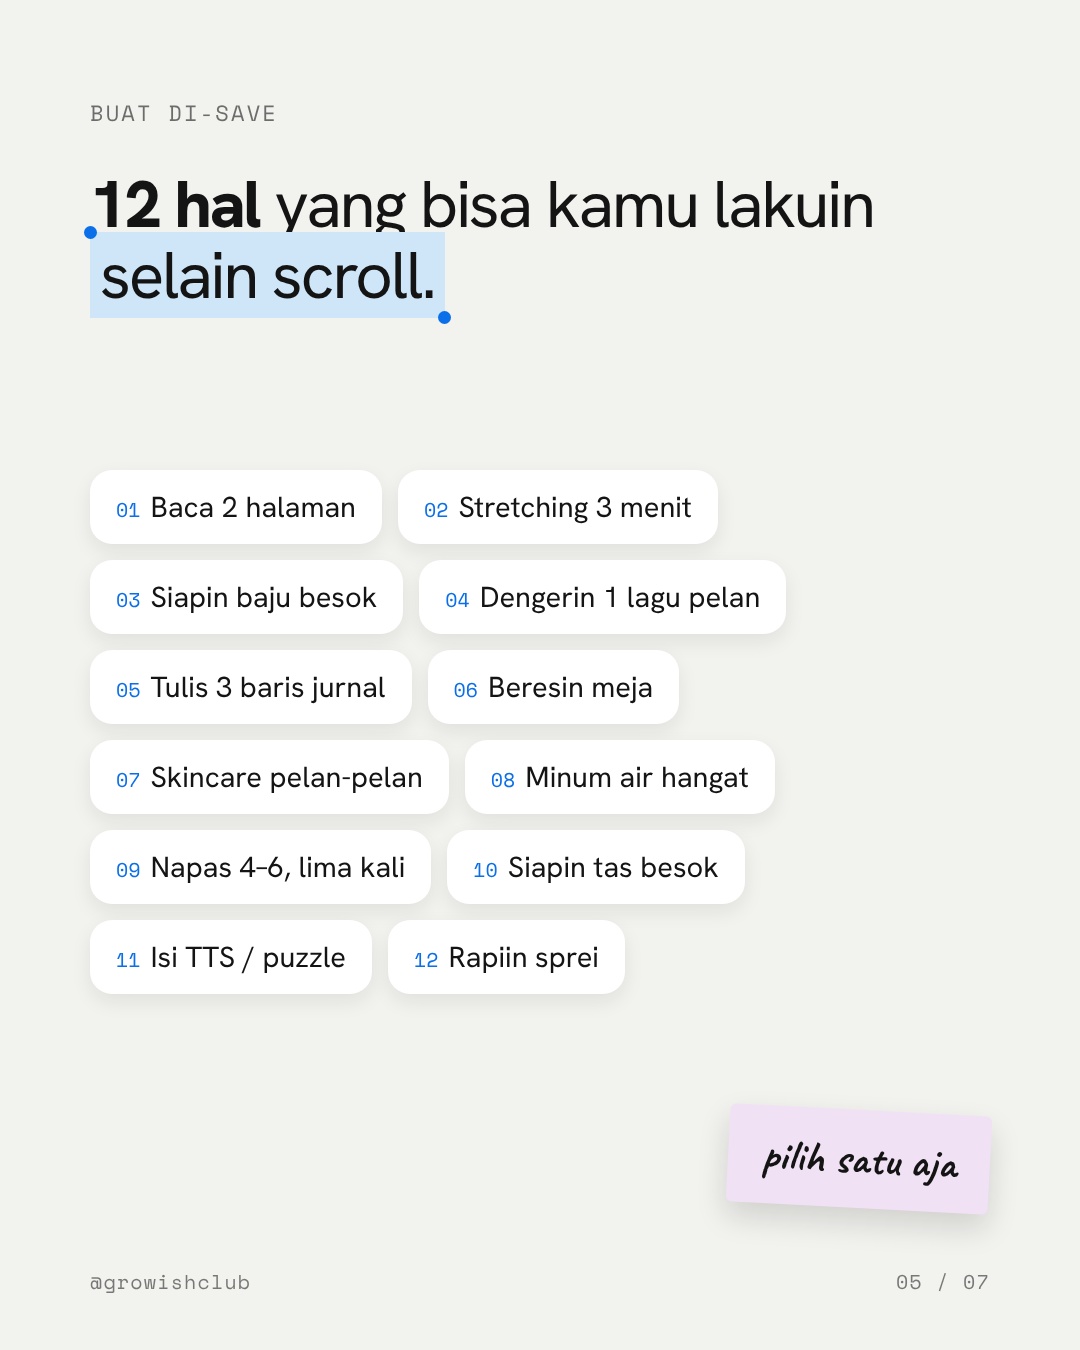 BUAT DI-SAVE
12 hal yang bisa kamu lakuin
selain scroll.
01 Baca 2 halaman
02 Stretching 3 menit
03 Siapin baju besok
04 Dengerin 1 lagu pelan
05 Tulis 3 baris jurnal
06 Beresin meja
07 Skincare pelan-pelan
08 Minum air hangat
09 Napas 4–6, lima kali
10 Siapin tas besok
11 Isi TTS / puzzle
12 Rapiin sprei
pilih satu aja
@growishclub
05 / 07